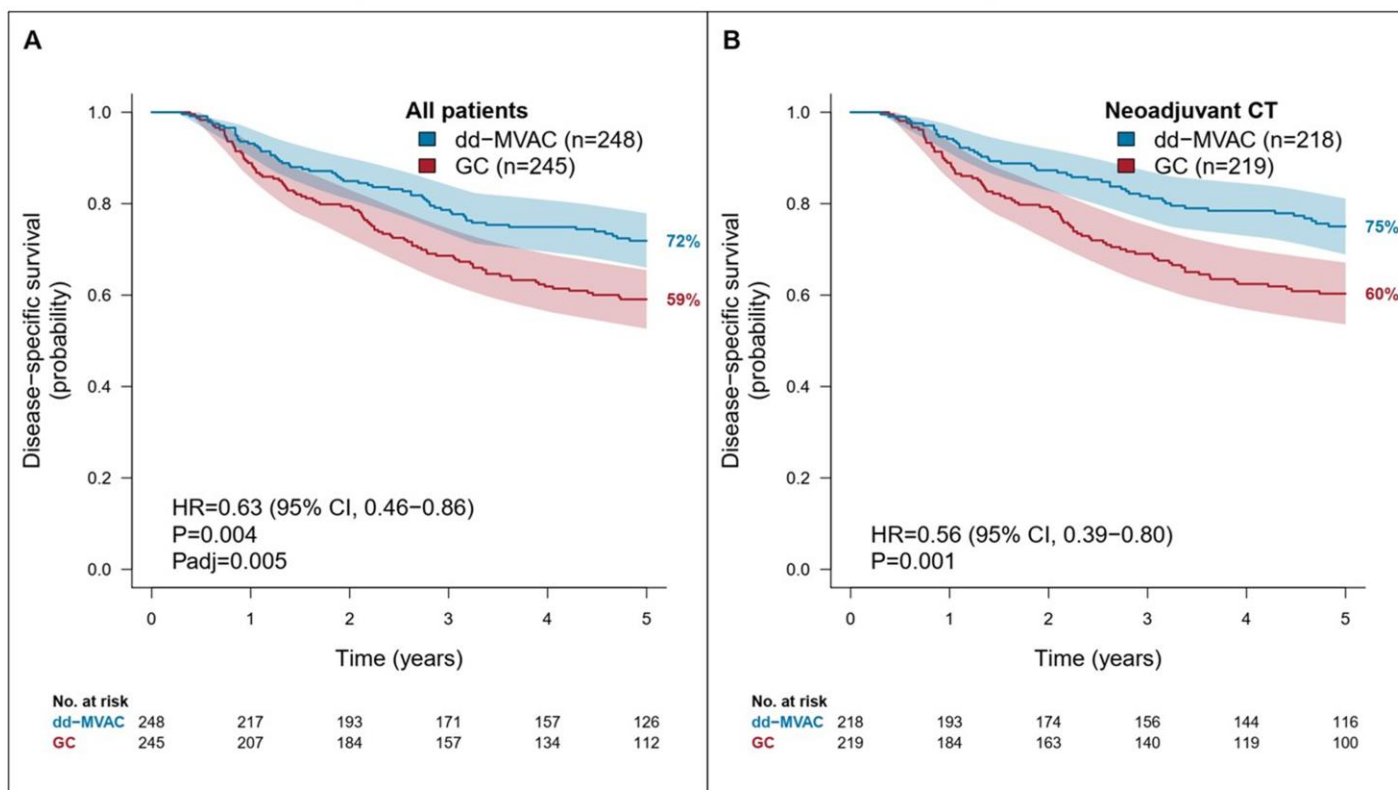 A
Disease−specific survival
(probability)
1.0
0.8
0.6
0.4
0.2
0.0
All patients
dd−MVAC (n=248)
GC (n=245)
72%
59%
HR=0.63 (95% CI, 0.46−0.86)
P=0.004
Padj=0.005
0 1 2 3 4 5
Time (years)
No. at risk
dd−MVAC 248 217 193 171 157 126
GC 245 207 184 157 134 112
B
Disease−specific survival
(probability)
1.0
0.8
0.6
0.4
0.2
0.0
Neoadjuvant CT
dd−MVAC (n=218)
GC (n=219)
75%
60%
HR=0.56 (95% CI, 0.39−0.80)
P=0.001
0 1 2 3 4 5
Time (years)
No. at risk
dd−MVAC 218 193 174 156 144 116
GC 219 184 163 140 119 100